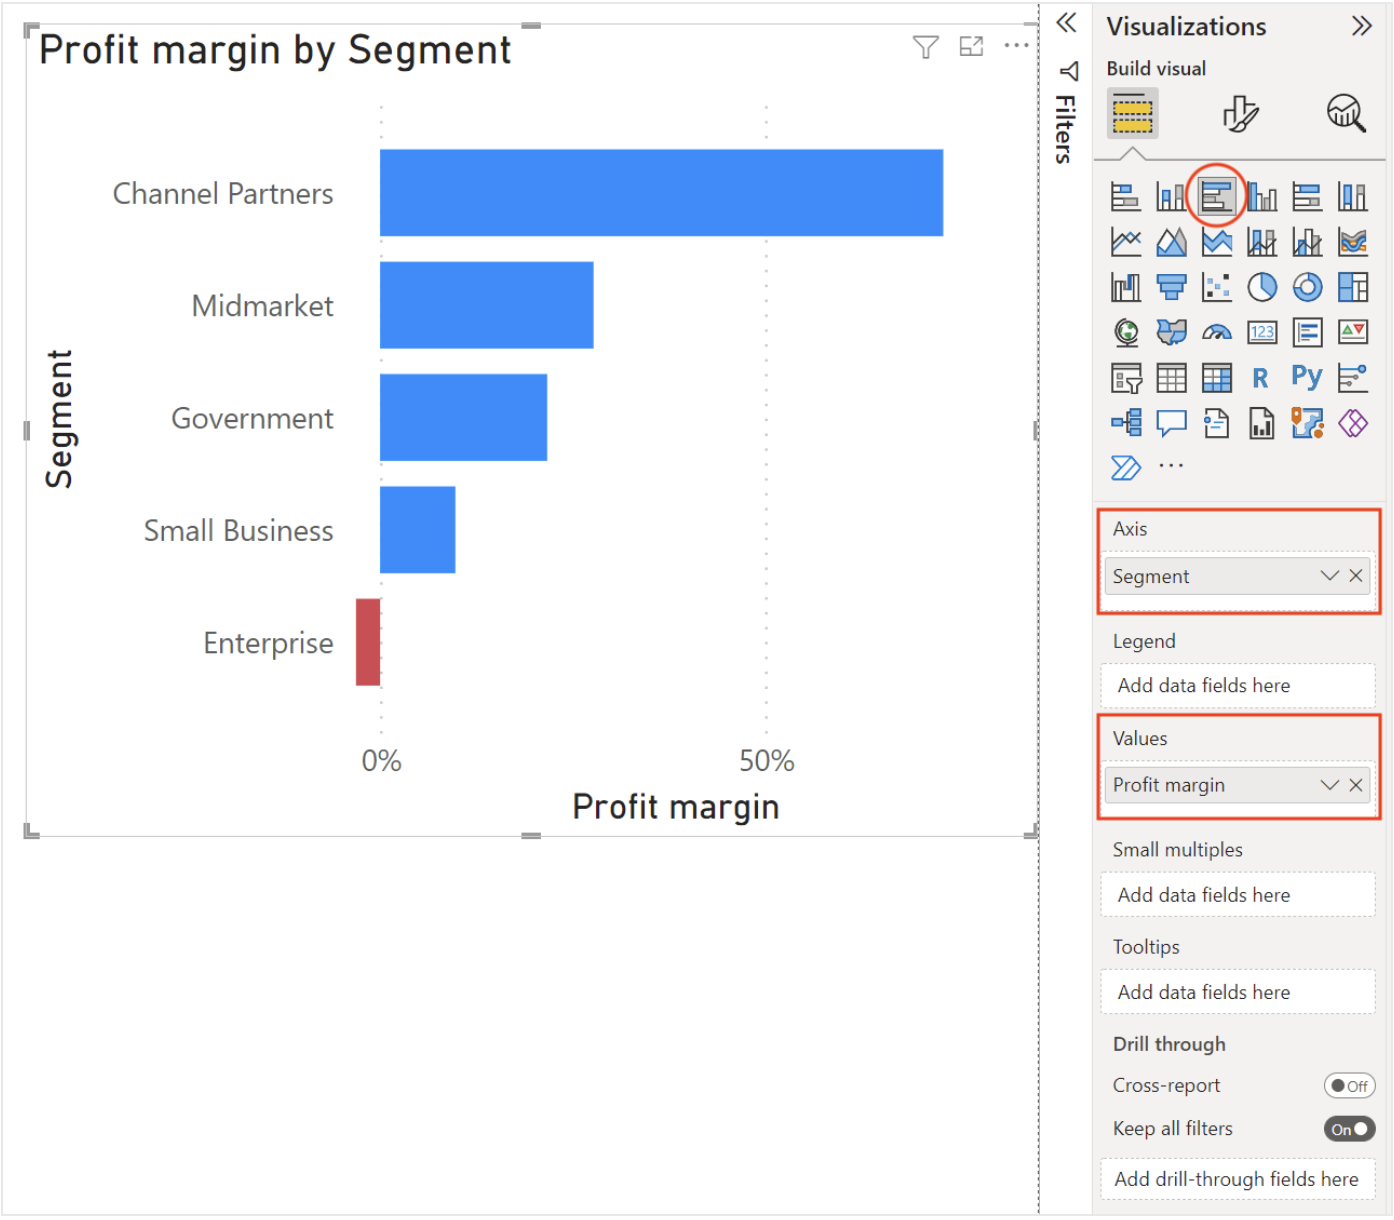 Profit margin by Segment
Segment
Channel Partners
Midmarket
Government
Small Business
Enterprise
0%
50%
Profit margin
Filters
Visualizations
Build visual
123
R
Py
Axis
Segment
Legend
Add data fields here
Values
Profit margin
Small multiples
Add data fields here
Tooltips
Add data fields here
Drill through
Cross-report
Off
Keep all filters
On
Add drill-through fields here